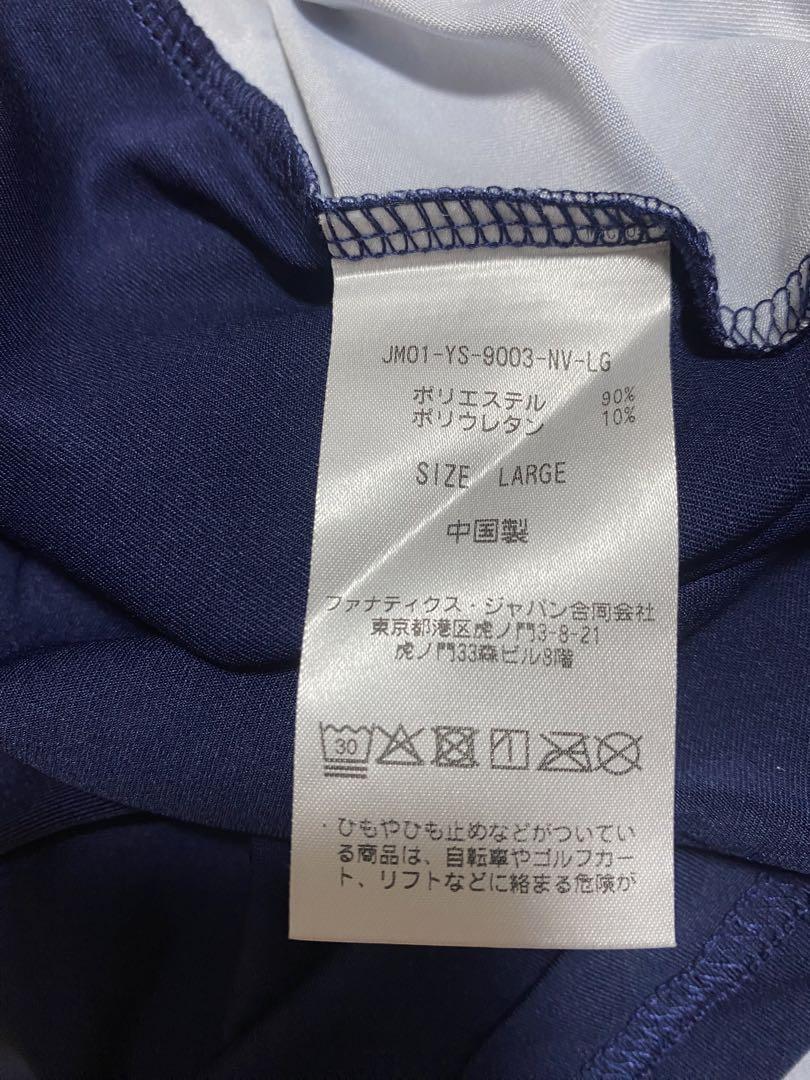 JM01-YS-9003-NV-LG
ポリエステル 90%
ポリウレタン 10%
SIZE LARGE
中国製
ファナティクス・ジャパン合同会社
東京都港区虎ノ門3-8-21
虎ノ門33森ビル8階
30
・ひもやひも止めなどがついてい
る商品は、自転車やゴルフカー
ト、リフトなどに絡まる危険が